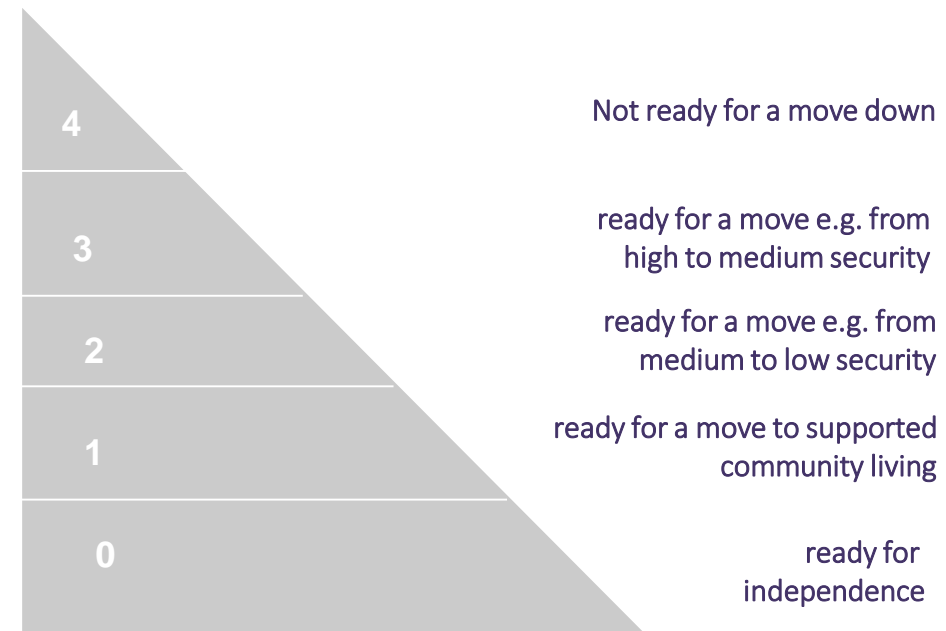 4
Not ready for a move down
3
ready for a move e.g. from
high to medium security
2
ready for a move e.g. from
medium to low security
1
ready for a move to supported
community living
0
ready for
independence